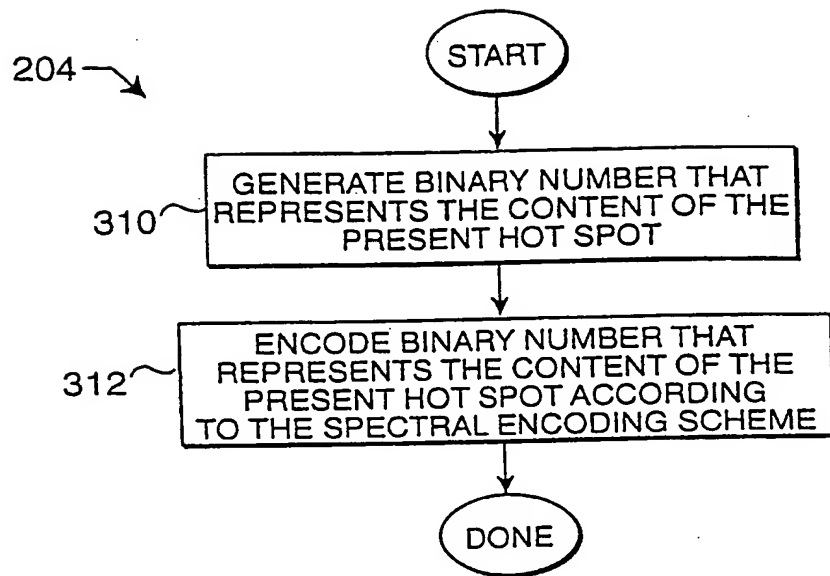 START
204
GENERATE BINARY NUMBER THAT
REPRESENTS THE CONTENT OF THE
PRESENT HOT SPOT
310
ENCODE BINARY NUMBER THAT
REPRESENTS THE CONTENT OF THE
PRESENT HOT SPOT ACCORDING
TO THE SPECTRAL ENCODING SCHEME
312
DONE